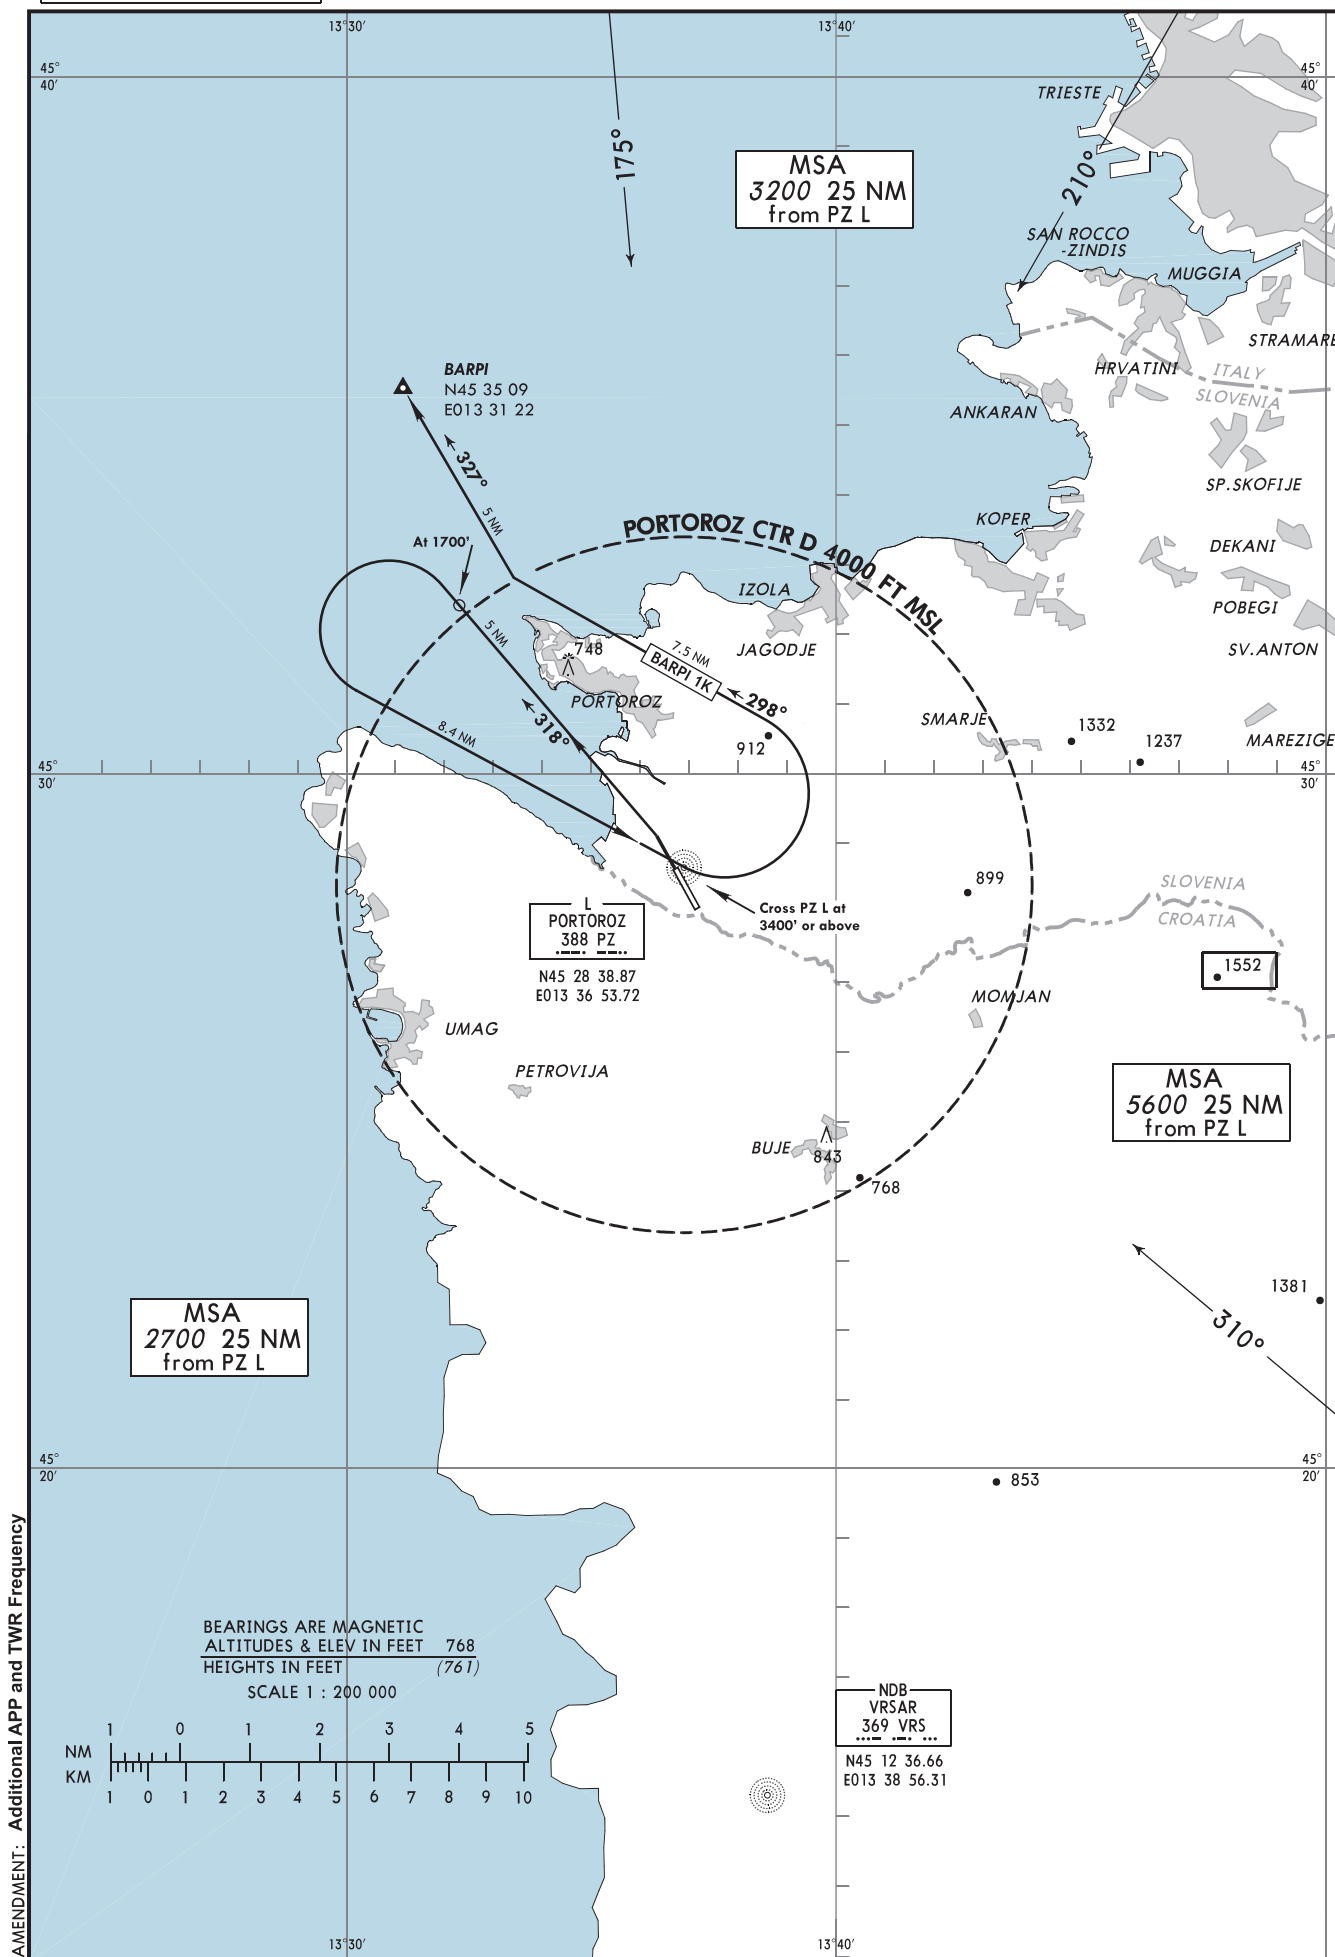 13°30'
13°40'
45°
40'
45°
40'
TRIESTE
175°
MSA
3200 25 NM
from PZ L
210°
SAN ROCCO
-ZINDIS
MUGGIA
STRAMARE
HRVATINI
ITALY
SLOVENIA
BARPI
N45 35 09
E013 31 22
ANKARAN
327°
5 NM
SP.SKOFIJE
KOPER
PORTOROZ CTR D 4000 FT MSL
At 1700'
DEKANI
IZOLA
POBEGI
5 NM
748
JAGODJE
7.5 NM
BARPI 1K
SV.ANTON
PORTOROZ
298°
318°
8.4 NM
912
SMARJE
1332
1237
MAREZIGE
45°
30'
45°
30'
899
SLOVENIA
CROATIA
L
PORTOROZ
388 PZ
N45 28 38.87
E013 36 53.72
Cross PZ L at
3400' or above
1552
MOMJAN
UMAG
PETROVIJA
MSA
5600 25 NM
from PZ L
BUJE
843
768
1381
310°
MSA
2700 25 NM
from PZ L
45°
20'
45°
20'
853
BEARINGS ARE MAGNETIC
ALTITUDES & ELEV IN FEET 768
HEIGHTS IN FEET (761)
SCALE 1 : 200 000
1 0 1 2 3 4 5
NM
KM
1 0 1 2 3 4 5 6 7 8 9 10
NDB
VRSAR
369 VRS
N45 12 36.66
E013 38 56.31
13°30'
13°40'
AMENDMENT: Additional APP and TWR Frequency